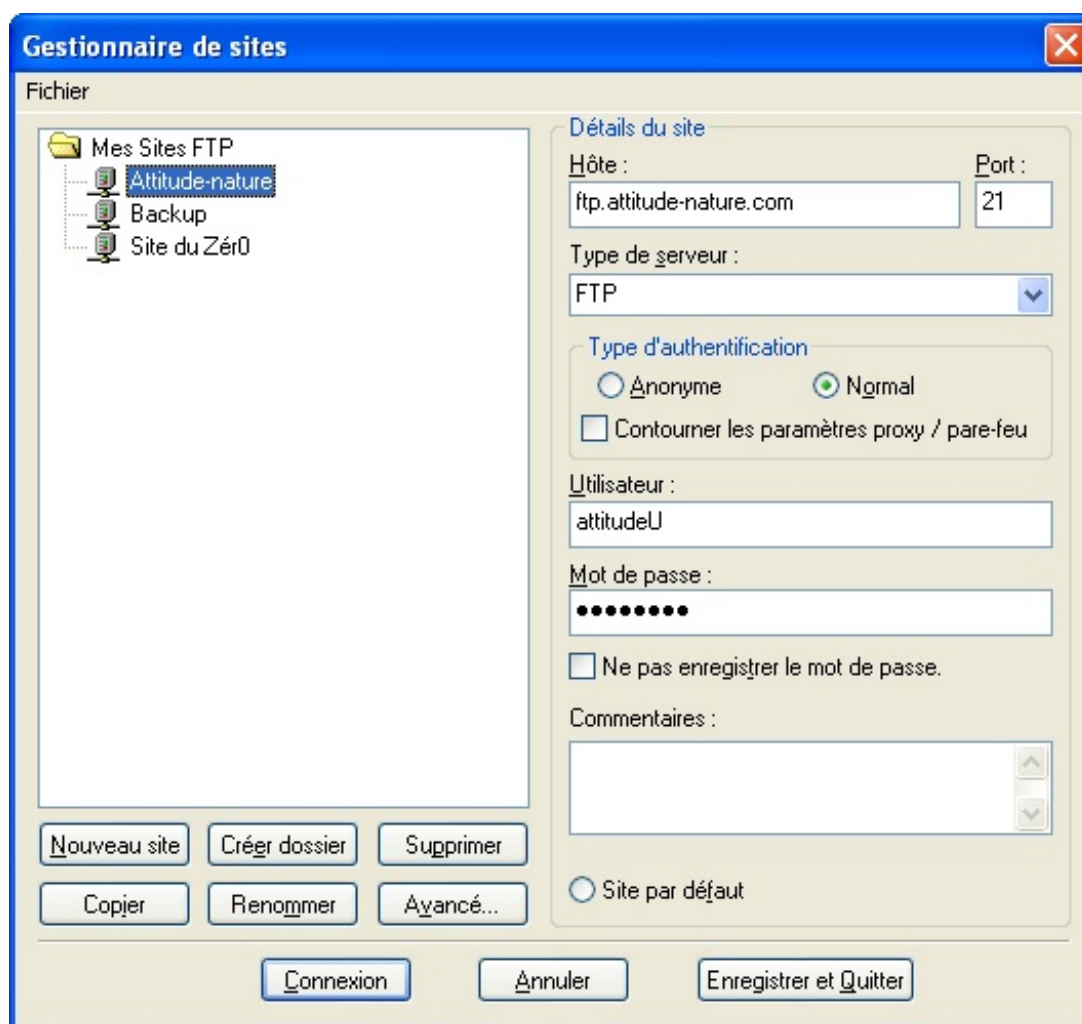 Gestionnaire de sites
Fichier
Mes Sites FTP
Attitude-nature
Backup
Site du Zér0
Détails du site
Hôte : Port :
ftp.attitude-nature.com 21
Type de serveur :
FTP
Type d'authentification
Anonyme Normal
Contourner les paramètres proxy / pare-feu
Utilisateur :
attitudeU
Mot de passe :
••••••••
Ne pas enregistrer le mot de passe.
Commentaires :
Nouveau site Créer dossier Supprimer
Copier Renommer Avancé...
Site par défaut
Connexion Annuler Enregistrer et Quitter